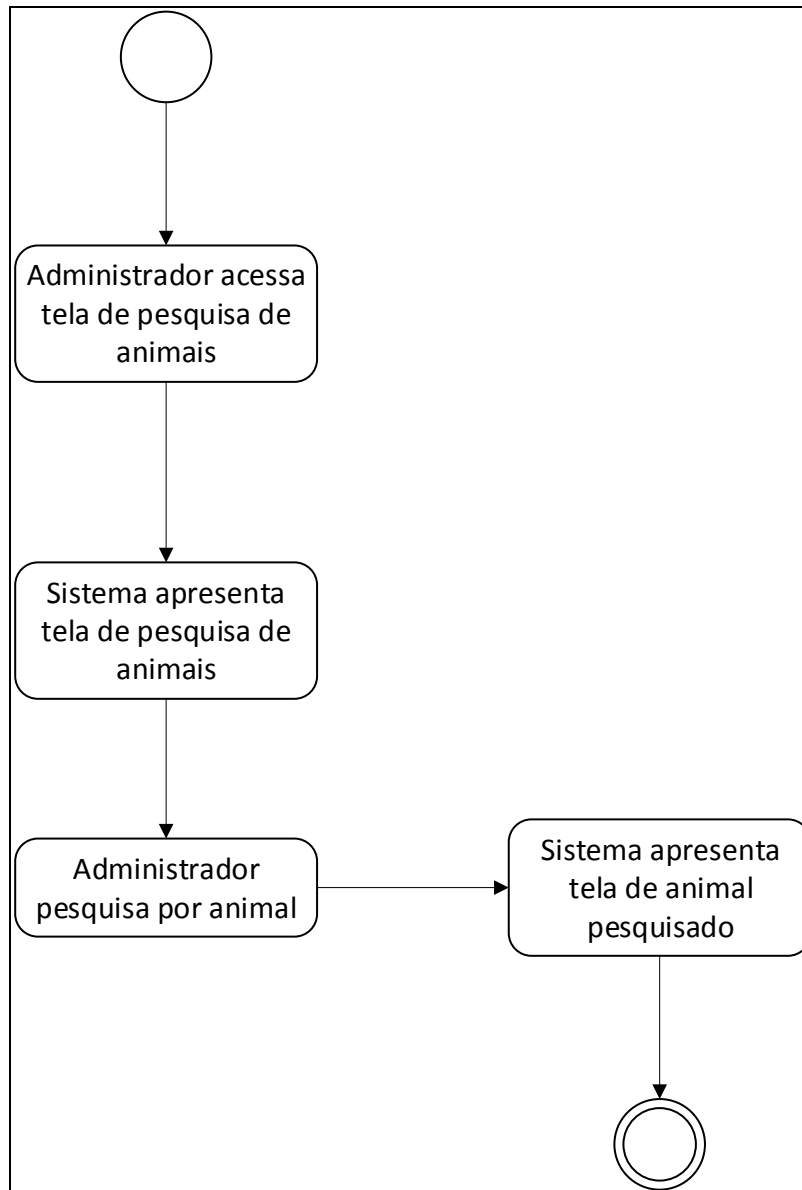 Administrador acessa
tela de pesquisa de
animais
Sistema apresenta
tela de pesquisa de
animais
Administrador
pesquisa por animal
Sistema apresenta
tela de animal
pesquisado